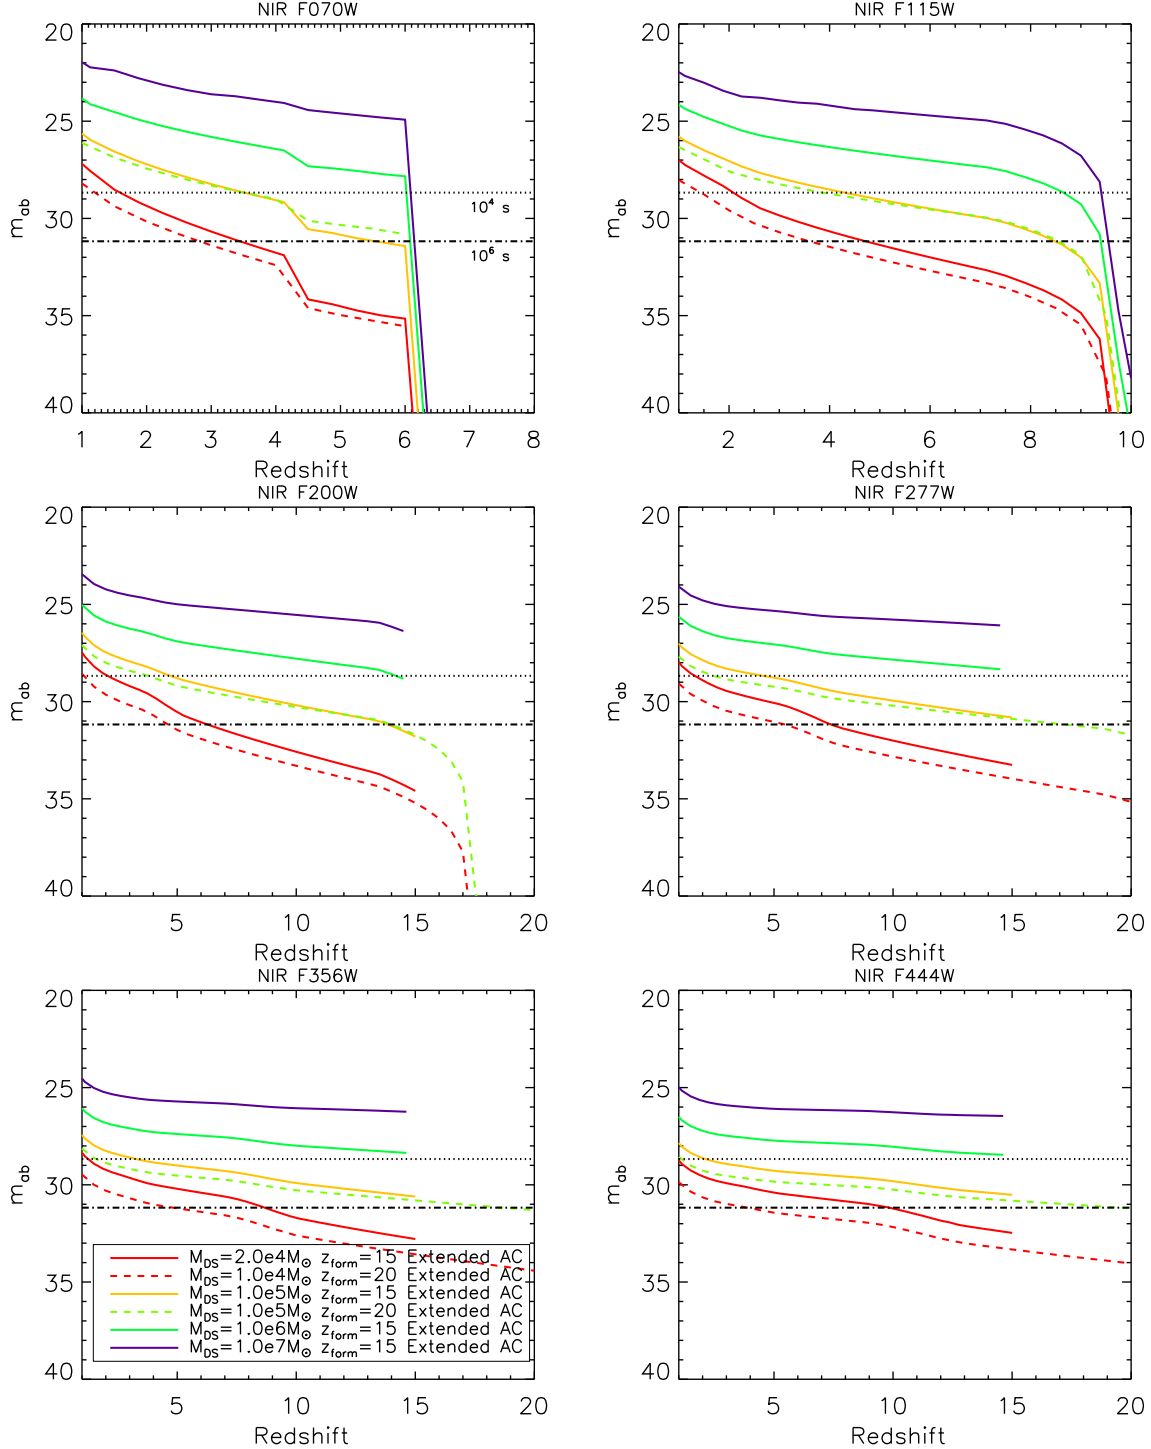 NIR F070W
20
25
30
35
40
m_ab
10⁴ s
10⁶ s
1 2 3 4 5 6 7 8
Redshift
NIR F115W
20
25
30
35
40
m_ab
2 4 6 8 10
Redshift
NIR F200W
20
25
30
35
40
m_ab
5 10 15 20
Redshift
NIR F277W
20
25
30
35
40
m_ab
5 10 15 20
Redshift
NIR F356W
20
25
30
35
40
m_ab
M_DS=2.0e4M_⊙ z_form=15 Extended AC
M_DS=1.0e4M_⊙ z_form=20 Extended AC
M_DS=1.0e5M_⊙ z_form=15 Extended AC
M_DS=1.0e5M_⊙ z_form=20 Extended AC
M_DS=1.0e6M_⊙ z_form=15 Extended AC
M_DS=1.0e7M_⊙ z_form=15 Extended AC
5 10 15 20
Redshift
NIR F444W
20
25
30
35
40
m_ab
5 10 15 20
Redshift